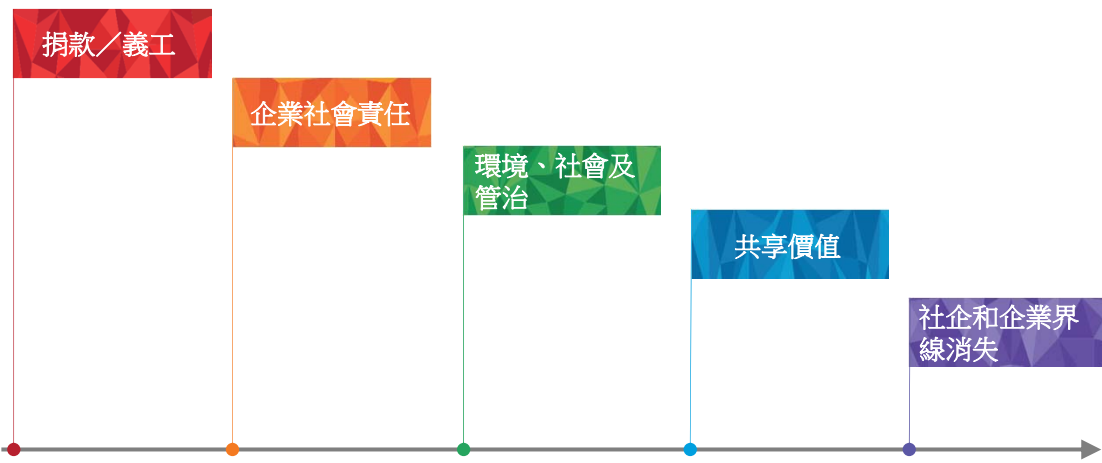 捐款／義工
企業社會責任
環境、社會及
管治
共享價值
社企和企業界
線消失